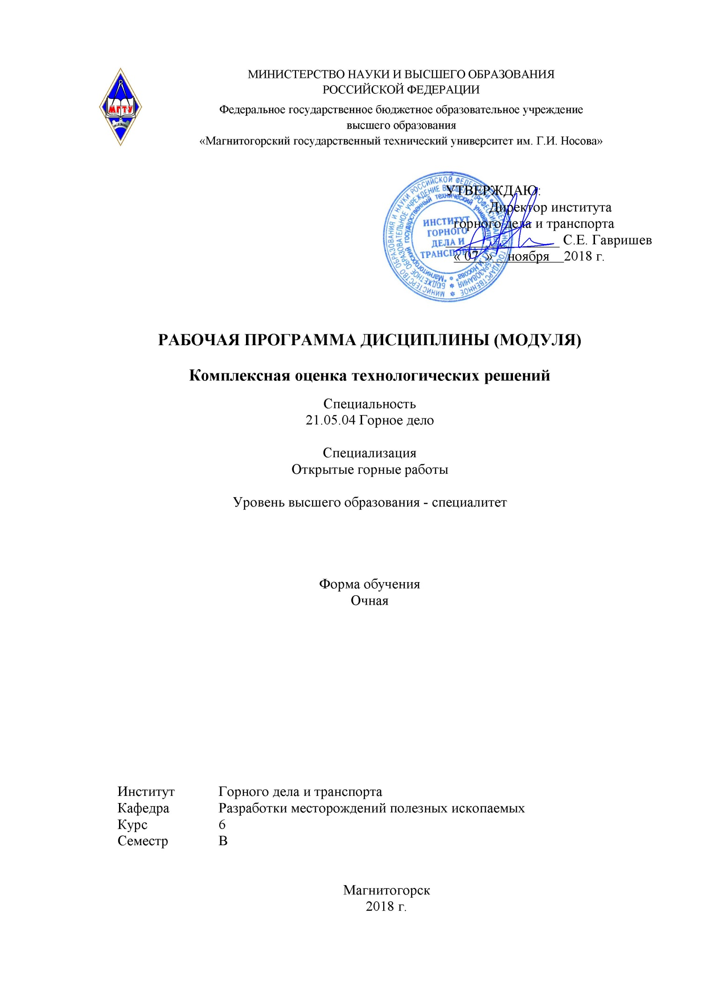 МИНИСТЕРСТВО НАУКИ И ВЫСШЕГО ОБРАЗОВАНИЯ
РОССИЙСКОЙ ФЕДЕРАЦИИ
Федеральное государственное бюджетное образовательное учреждение
высшего образования
«Магнитогорский государственный технический университет им. Г.И. Носова»
МГТУ
УТВЕРЖДАЮ:
Директор института
горного дела и транспорта
С.Е. Гавришев
« 07 » ноября 2018 г.
ИНСТИТУТ
ГОРНОГО
ДЕЛА И
ТРАНСПОРТА
РАБОЧАЯ ПРОГРАММА ДИСЦИПЛИНЫ (МОДУЛЯ)
Комплексная оценка технологических решений
Специальность
21.05.04 Горное дело
Специализация
Открытые горные работы
Уровень высшего образования - специалитет
Форма обучения
Очная
Институт Горного дела и транспорта
Кафедра Разработки месторождений полезных ископаемых
Курс 6
Семестр В
Магнитогорск
2018 г.